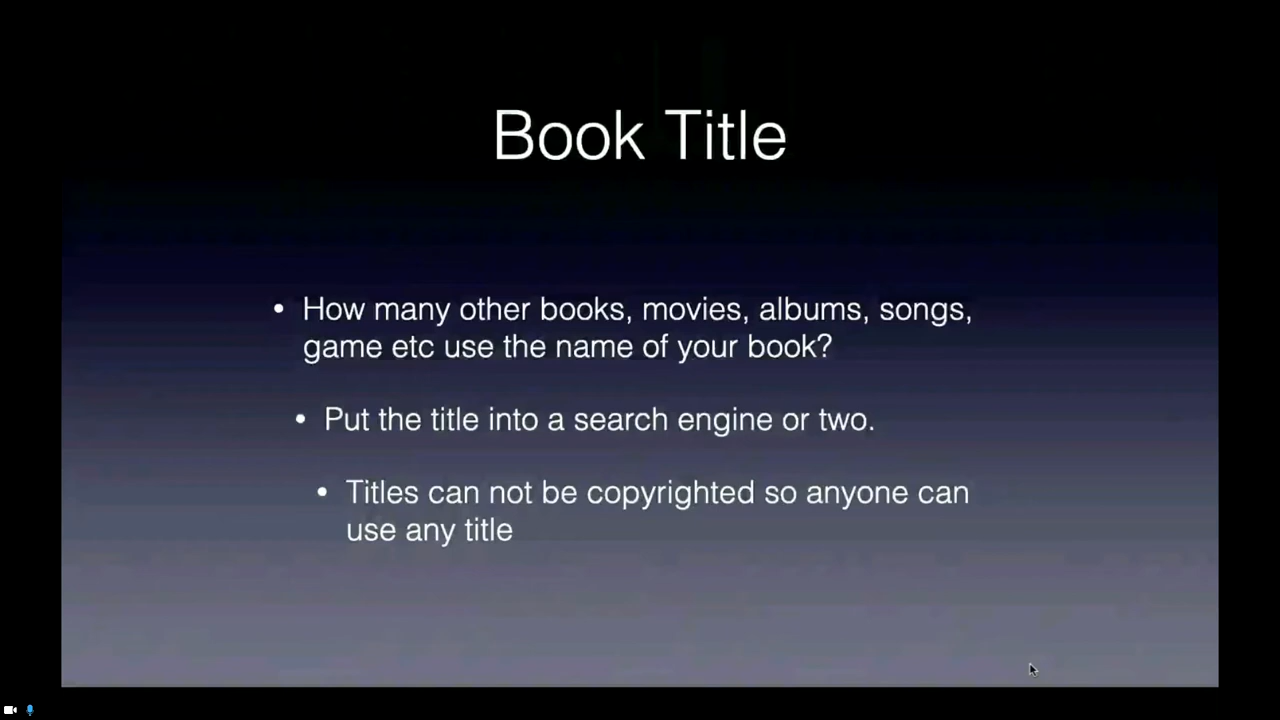 Book Title
• How many other books, movies, albums, songs,
game etc use the name of your book?
• Put the title into a search engine or two.
• Titles can not be copyrighted so anyone can
use any title